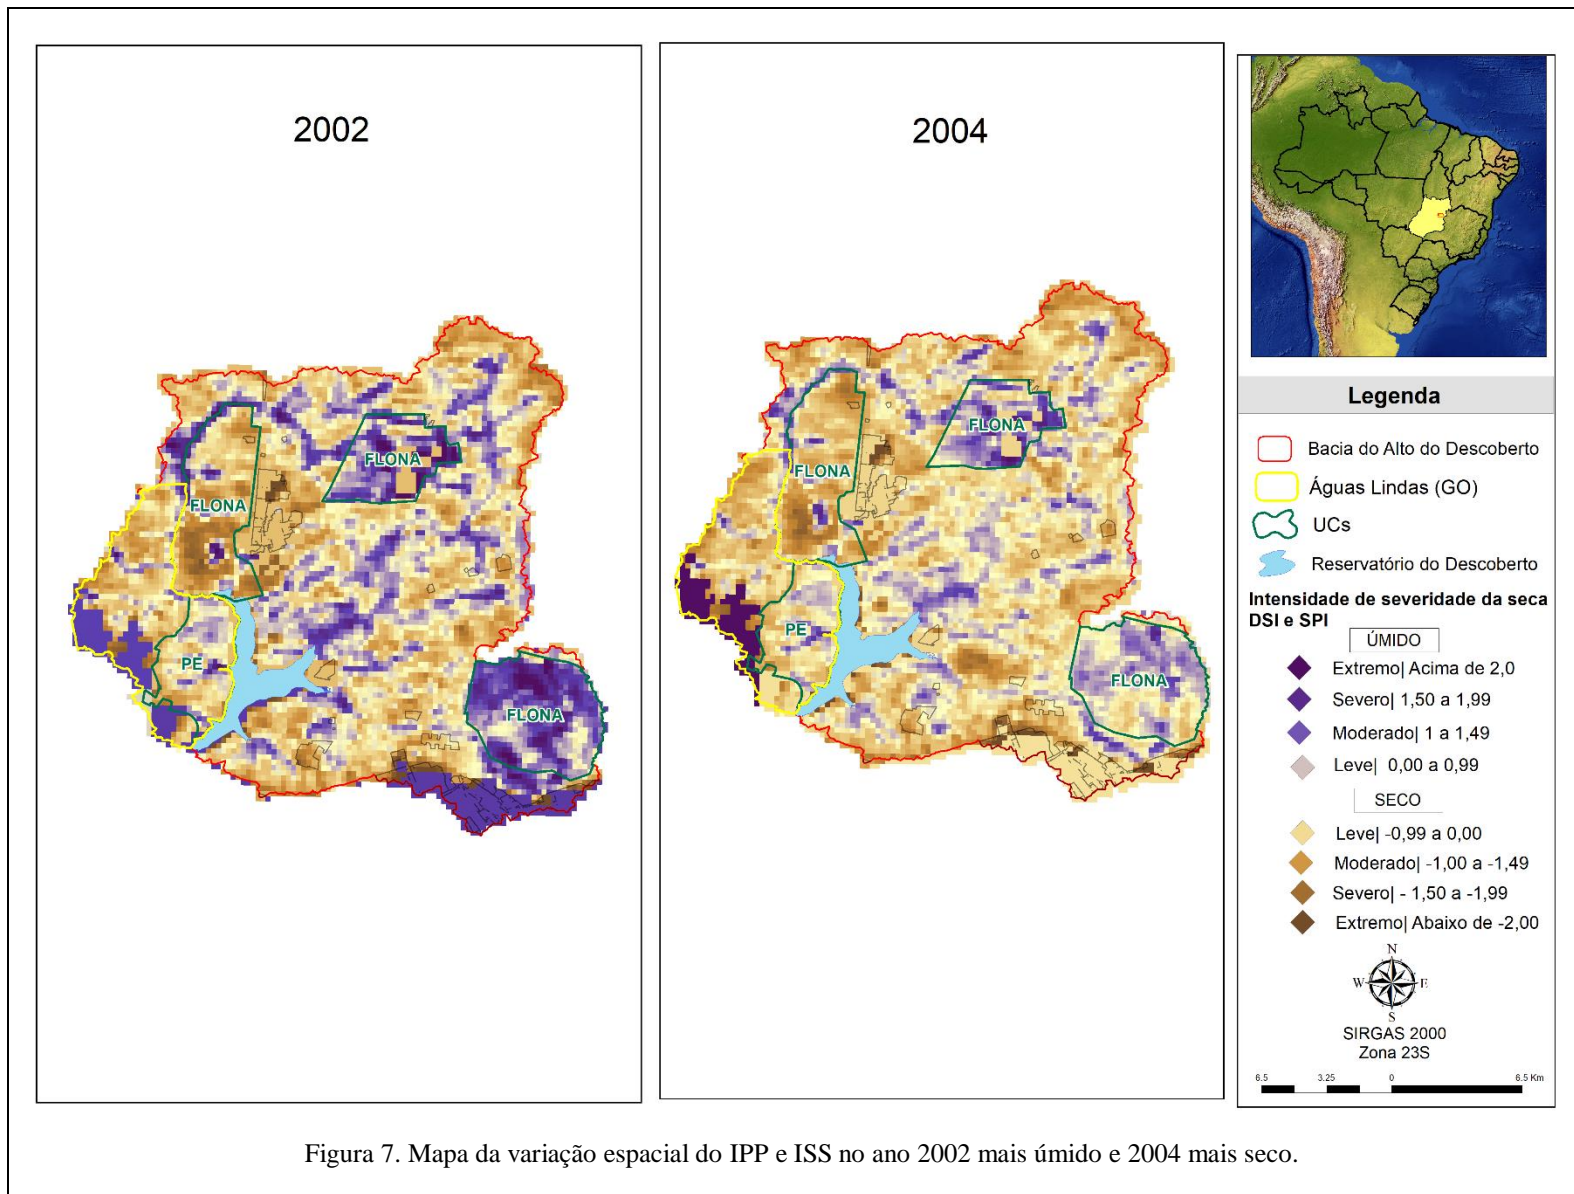 2002
FLONA
FLONA
PE
FLONA
2004
FLONA
FLONA
PE
FLONA
Legenda
Bacia do Alto do Descoberto
Águas Lindas (GO)
UCs
Reservatório do Descoberto
Intensidade de severidade da seca
DSI e SPI
ÚMIDO
Extremo| Acima de 2,0
Severo| 1,50 a 1,99
Moderado| 1 a 1,49
Leve| 0,00 a 0,99
SECO
Leve| -0,99 a 0,00
Moderado| -1,00 a -1,49
Severo| - 1,50 a -1,99
Extremo| Abaixo de -2,00
N
W E
S
SIRGAS 2000
Zona 23S
6.5 3.25 0 6.5 Km
Figura 7. Mapa da variação espacial do IPP e ISS no ano 2002 mais úmido e 2004 mais seco.